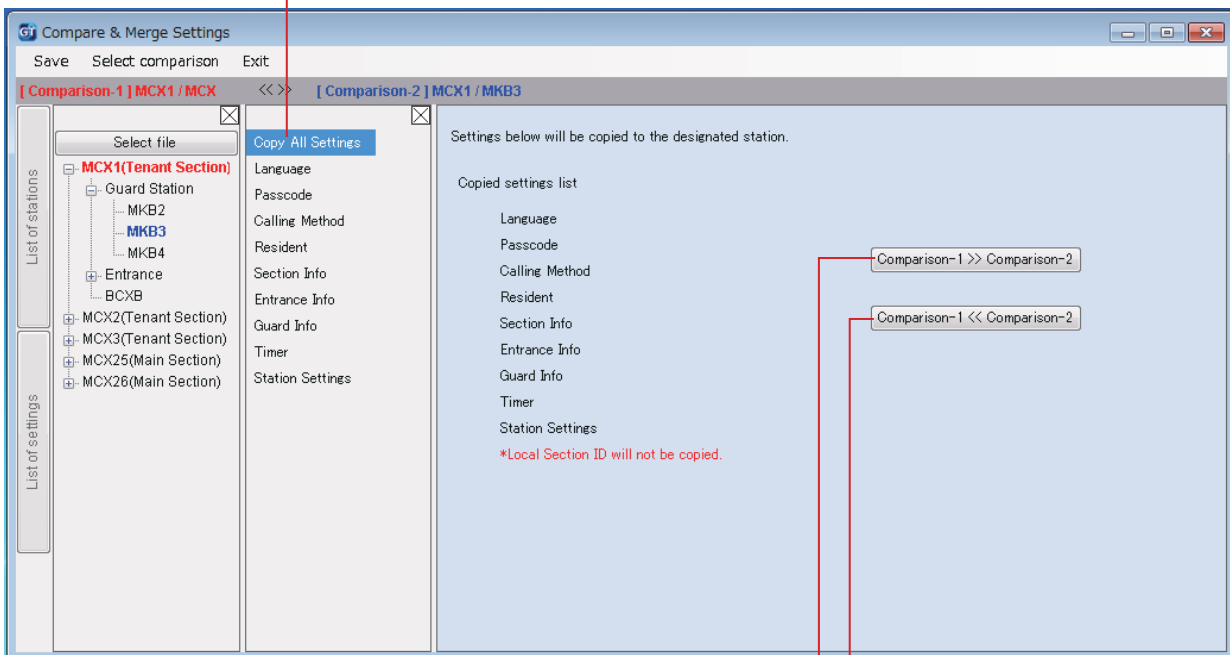 Compare & Merge Settings
Save Select comparison Exit
[ Comparison-1 ] MCX1 / MCX << >> [ Comparison-2 ] MCX1 / MKB3
List of stations
List of settings
Select file
MCX1(Tenant Section)
Guard Station
MKB2
MKB3
MKB4
Entrance
BCXB
MCX2(Tenant Section)
MCX3(Tenant Section)
MCX25(Main Section)
MCX26(Main Section)
Copy All Settings
Language
Passcode
Calling Method
Resident
Section Info
Entrance Info
Guard Info
Timer
Station Settings
Settings below will be copied to the designated station.
Copied settings list
Language
Passcode
Calling Method
Resident
Section Info
Entrance Info
Guard Info
Timer
Station Settings
*Local Section ID will not be copied.
Comparison-1 >> Comparison-2
Comparison-1 << Comparison-2